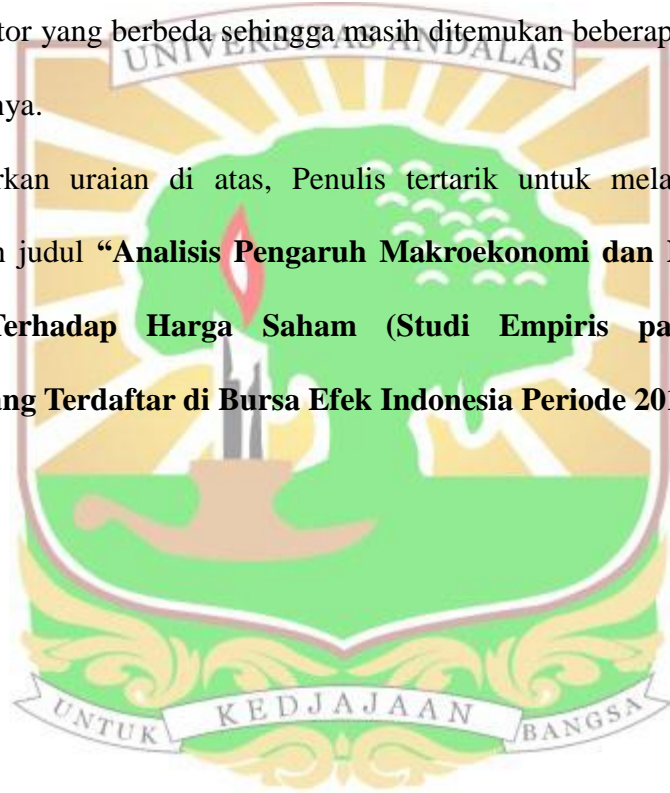 tor yang berbeda sehingga masih ditemukan beberap
UNIVERSITAS ANDALAS
nya.
rkan uraian di atas, Penulis tertarik untuk mela
n judul “Analisis Pengaruh Makroekonomi dan
Terhadap Harga Saham (Studi Empiris pa
ang Terdaftar di Bursa Efek Indonesia Periode 201
UNTUK KEDJAJAAN BANGSA